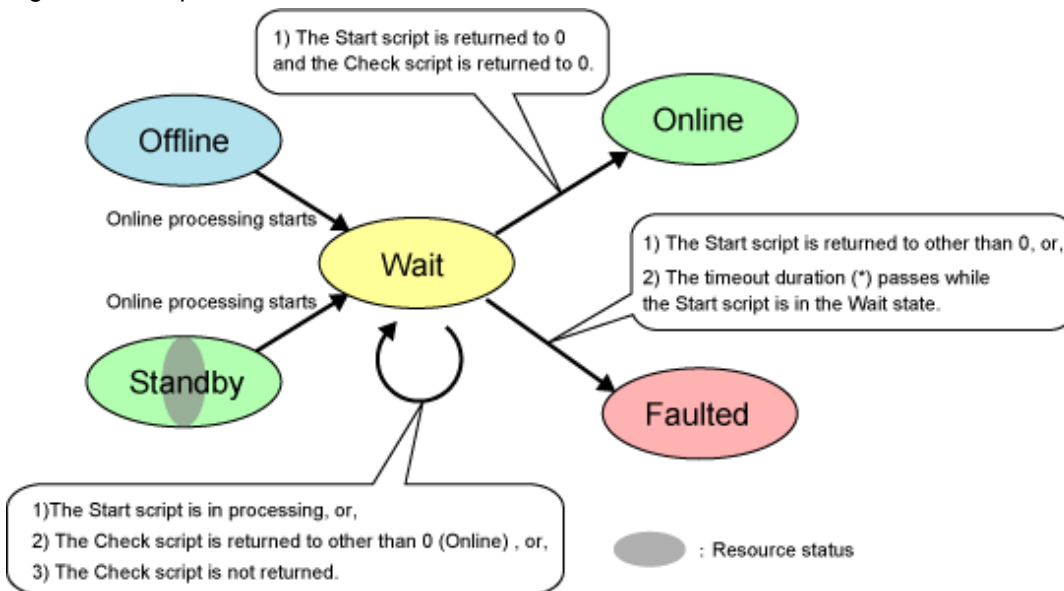 1) The Start script is returned to 0
and the Check script is returned to 0.
Offline
Online
Online processing starts
Wait
1) The Start script is returned to other than 0, or,
2) The timeout duration (*) passes while
the Start script is in the Wait state.
Online processing starts
Standby
Faulted
1)The Start script is in processing, or,
2) The Check script is returned to other than 0 (Online) , or,
3) The Check script is not returned.
: Resource status